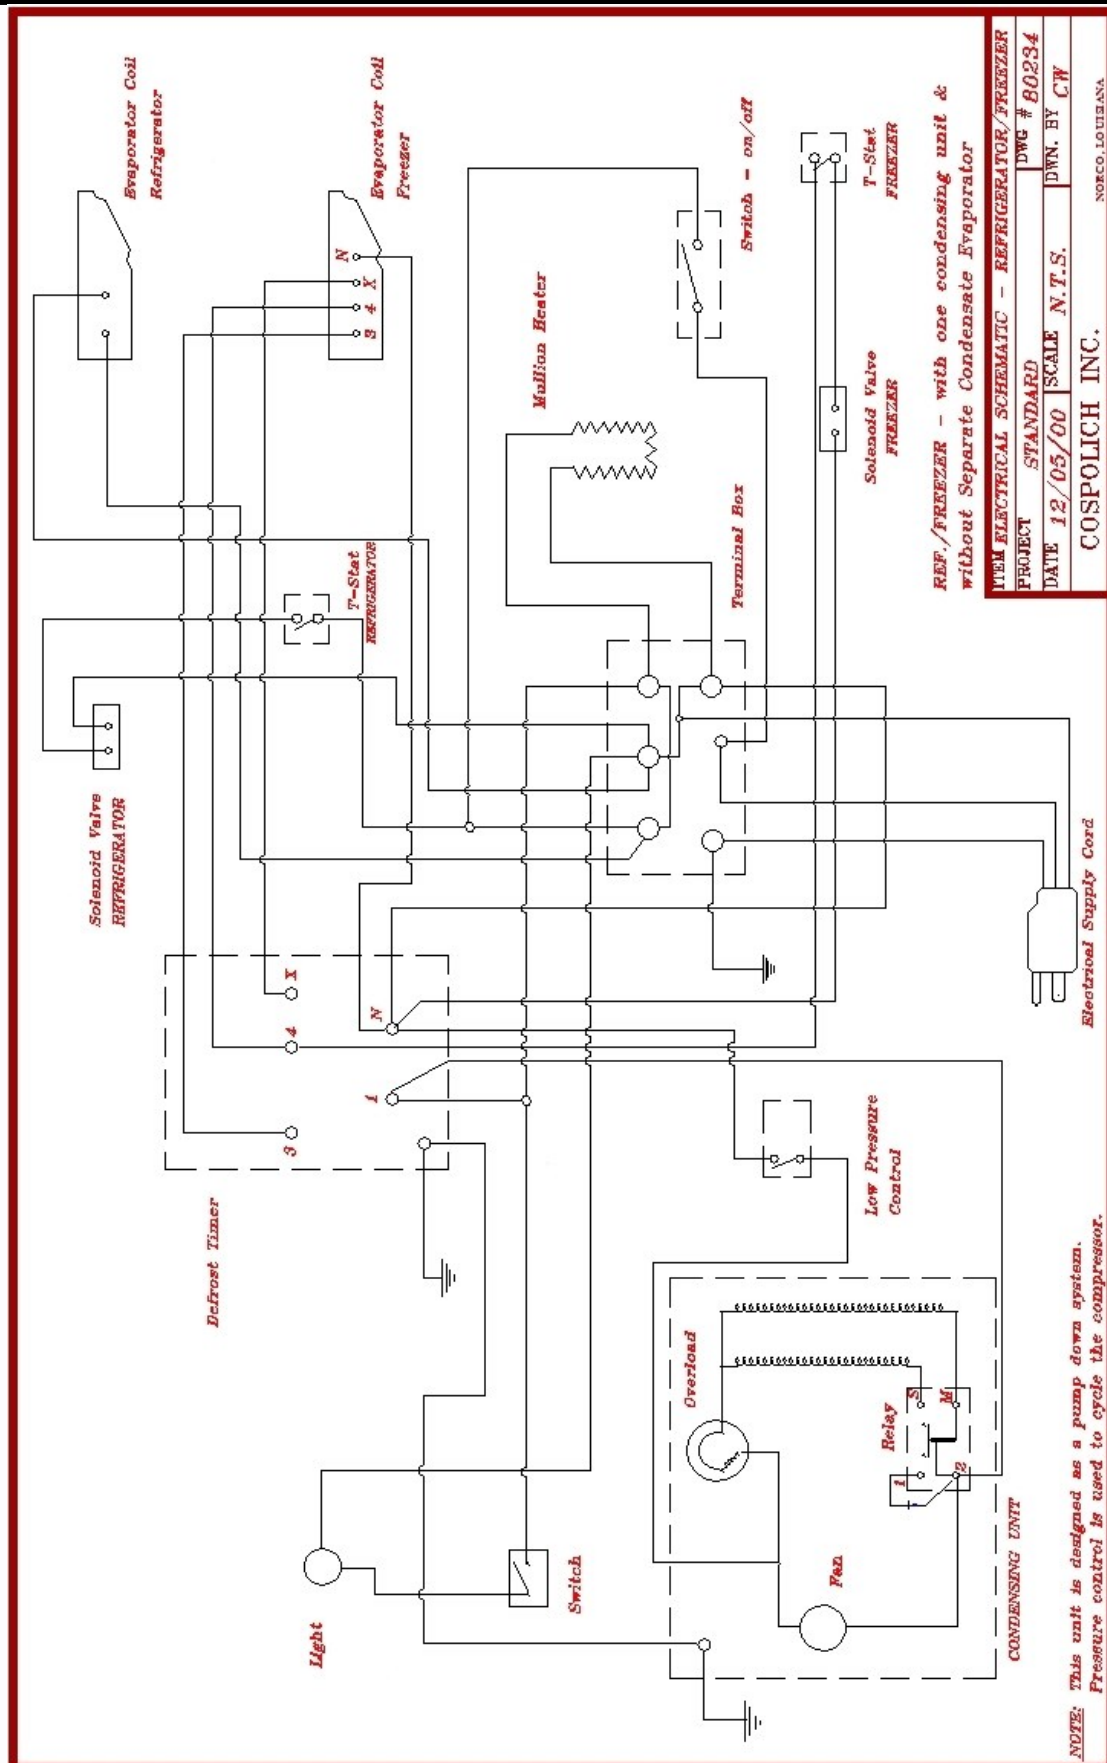 Evaporator Coil
Refrigerator
Solenoid Valve
REFRIGERATOR
Evaporator Coil
Freezer
3 4 X N
T-Stat
REFRIGERATOR
Defrost Timer
3 4 X
1 N
Light
Switch
Mullion Heater
Terminal Box
Switch - on/off
Overload
Low Pressure
Control
Relay
S
M
1
2
Fan
CONDENSING UNIT
Solenoid Valve
FREEZER
T-Stat
FREEZER
Electrical Supply Cord
REF./FREEZER - with one condensing unit &
without Separate Condensate Evaporator
NOTE: This unit is designed as a pump down system.
Pressure control is used to cycle the compressor.
ITEM ELECTRICAL SCHEMATIC - REFRIGERATOR/FREEZER
PROJECT STANDARD DWG # B0234
DATE 12/05/00 SCALE N.T.S. DWN. BY CW
COSPOLICH INC.
NORCO, LOUISIANA